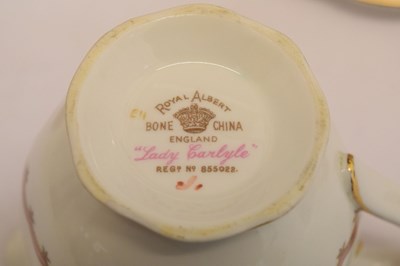 ROYAL ALBERT
BONE CHINA
ENGLAND
"Lady Carlyle"
REGD NO 855022.